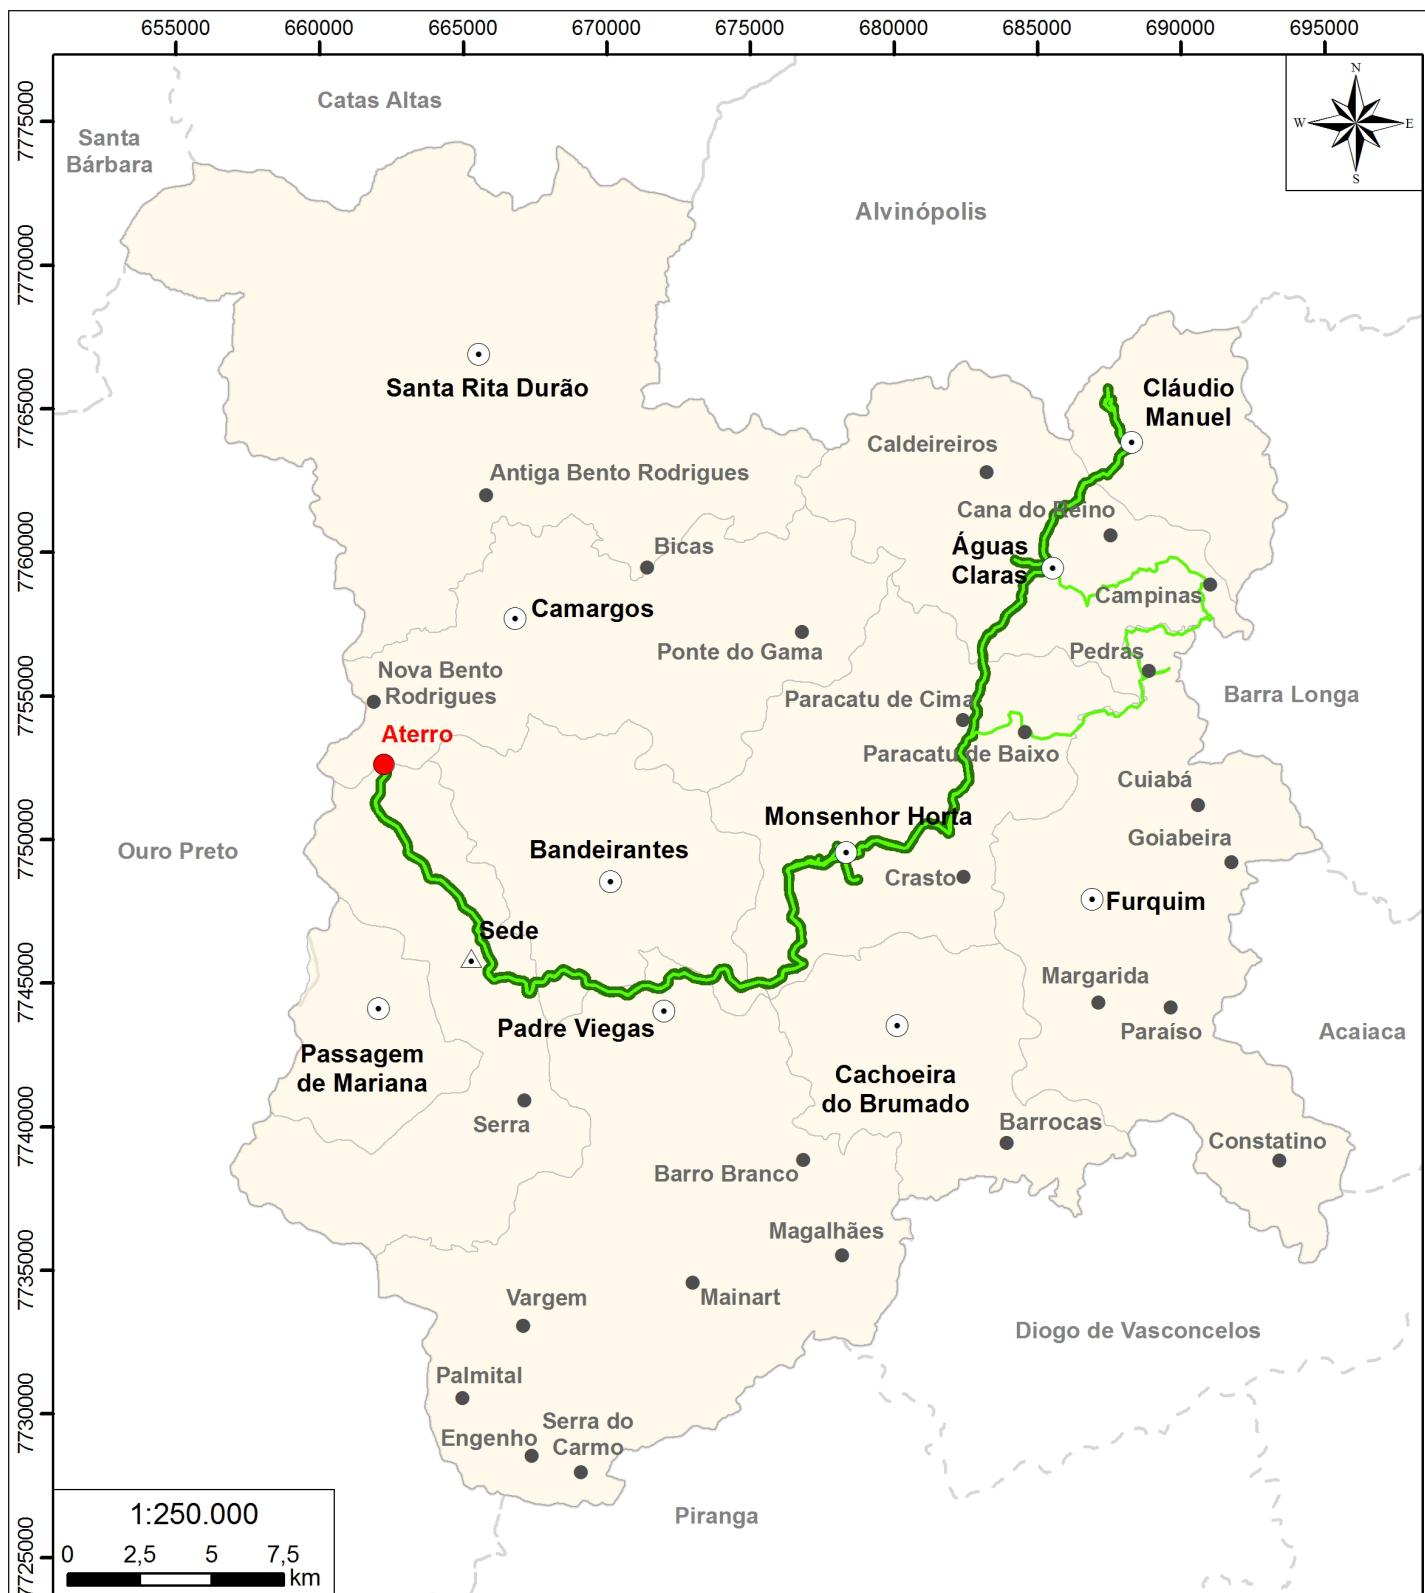 655000 660000 665000 670000 675000 680000 685000 690000 695000
7775000
7770000
7765000
7760000
7755000
7750000
7745000
7740000
7735000
7730000
7725000
N
W E
S
Catas Altas
Santa
Bárbara
Alvinópolis
Santa Rita Durão
Cláudio
Manuel
Caldeireiros
Antiga Bento Rodrigues
Cana do Reino
Bicas
Águas
Claras
Campinas
Camargos
Ponte do Gama
Pedras
Nova Bento
Rodrigues
Paracatu de Cima
Barra Longa
Aterro
Paracatu de Baixo
Cuiabá
Monsenhor Horta
Goiabeira
Ouro Preto
Bandeirantes
Crasto
Furquim
Sede
Margarida
Padre Viegas
Paraíso
Acaiaca
Passagem
de Mariana
Cachoeira
do Brumado
Serra
Barrocas
Constatino
Barro Branco
Magalhães
Mainart
Vargem
Diogo de Vasconcelos
Palmital
Serra do
Carmo
Engenho
Piranga
1:250.000
0 2,5 5 7,5
km